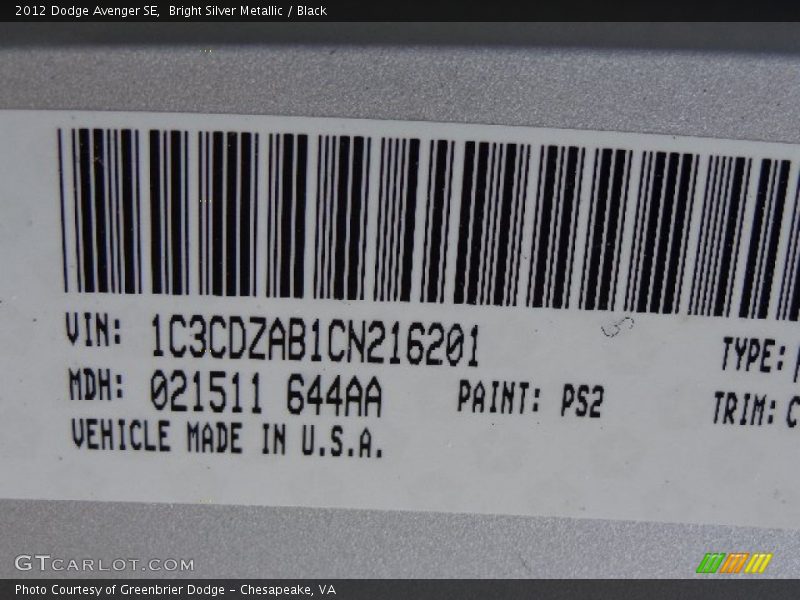 2012 Dodge Avenger SE,  Bright Silver Metallic / Black
VIN: 1C3CDZAB1CN216201 TYPE:
MDH: 021511 644AA PAINT: PS2 TRIM: C
VEHICLE MADE IN U.S.A.
GTCARLOT.COM
Photo Courtesy of Greenbrier Dodge – Chesapeake, VA